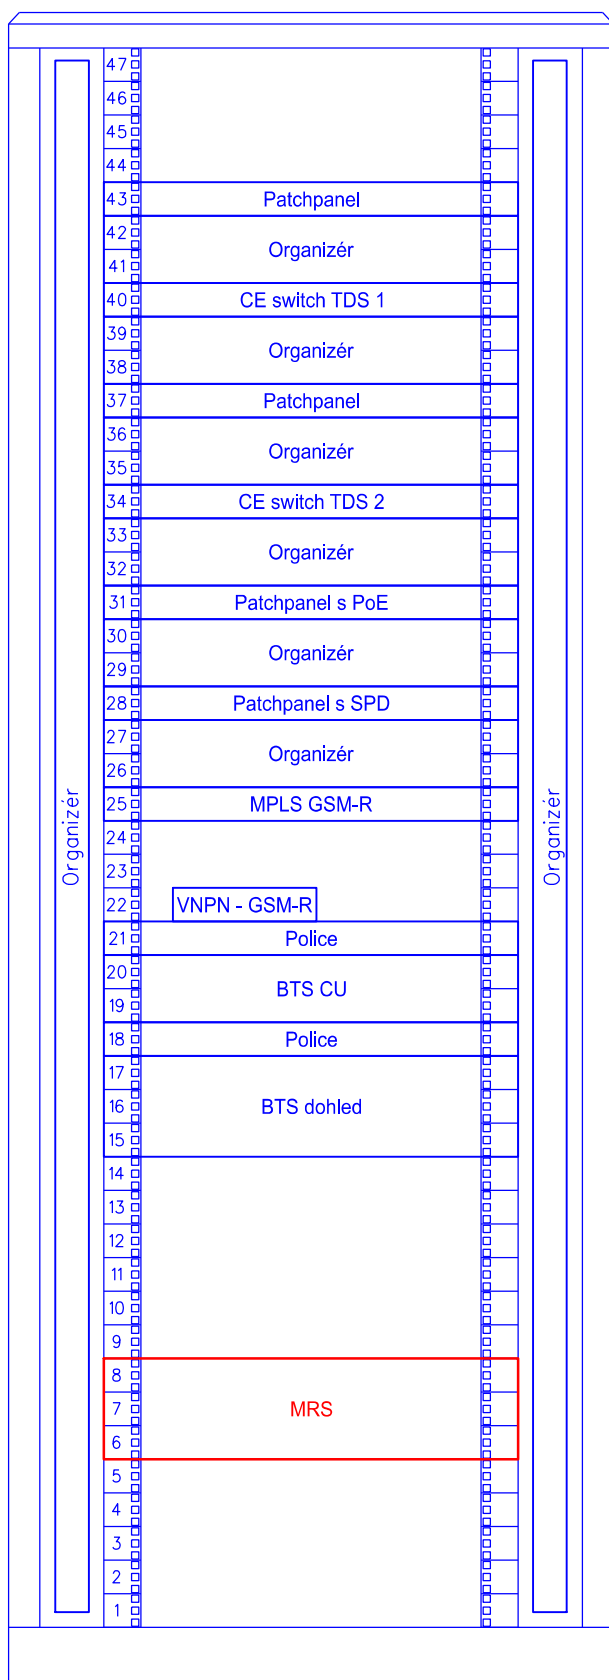 47
46
45
44
43 Patchpanel
42
Organizér
41
40 CE switch TDS 1
39
Organizér
38
37 Patchpanel
36
Organizér
35
34 CE switch TDS 2
33
Organizér
32
31 Patchpanel s PoE
30
Organizér
29
28 Patchpanel s SPD
27
Organizér
26
25 MPLS GSM-R
Organizér
Organizér
24
23
22 VNPN - GSM-R
21 Police
20
BTS CU
19
18 Police
17
16 BTS dohled
15
14
13
12
11
10
9
8
7 MRS
6
5
4
3
2
1